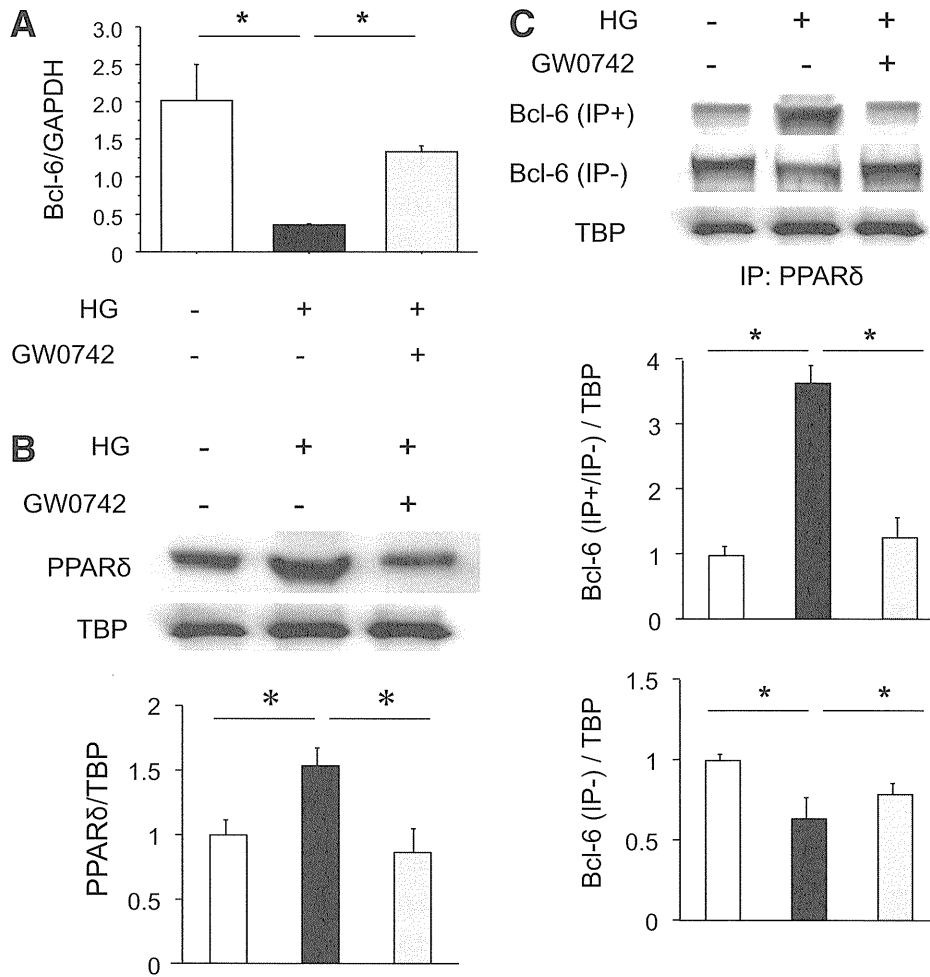 A
* *
3.0
2.5
2.0
1.5
1.0
0.5
0
Bcl-6/GAPDH
HG - + +
GW0742 - - +
B
HG - + +
GW0742 - - +
PPARδ
TBP
* *
2
1.5
1
0.5
0
PPARδ/TBP
C
HG - + +
GW0742 - - +
Bcl-6 (IP+)
Bcl-6 (IP-)
TBP
IP: PPARδ
* *
4
3
2
1
0
Bcl-6 (IP+/IP-) / TBP
* *
1.5
1
0.5
0
Bcl-6 (IP-) / TBP